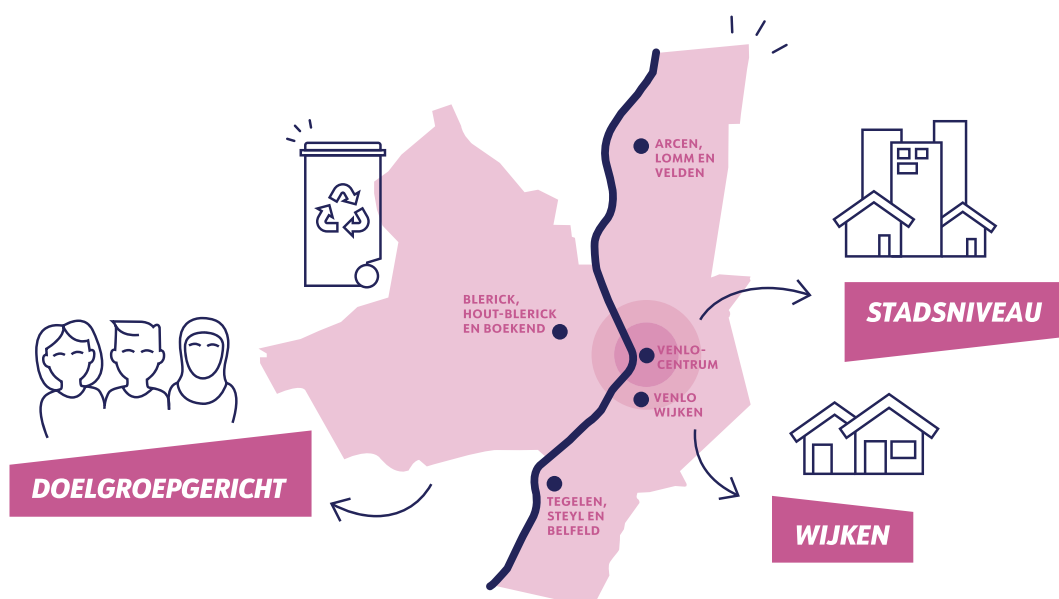 ARCEN,
LOMM EN
VELDEN
STADSNIVEAU
BLERICK,
HOUT-BLERICK
EN BOEKEND
VENLO-
CENTRUM
VENLO
WIJKEN
DOELGROEPGERICHT
TEGELEN,
STEYL EN
BELFELD
WIJKEN